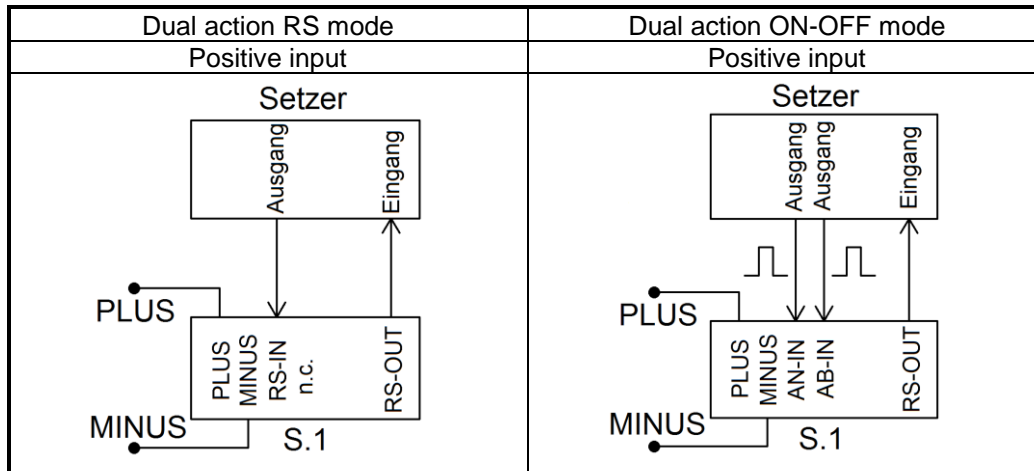 Dual action RS mode
Positive input
Setzer
Ausgang
Eingang
PLUS
PLUS
MINUS
RS-IN
n.c.
RS-OUT
MINUS
S.1
Dual action ON-OFF mode
Positive input
Setzer
Ausgang
Ausgang
Eingang
PLUS
PLUS
MINUS
AN-IN
AB-IN
RS-OUT
MINUS
S.1